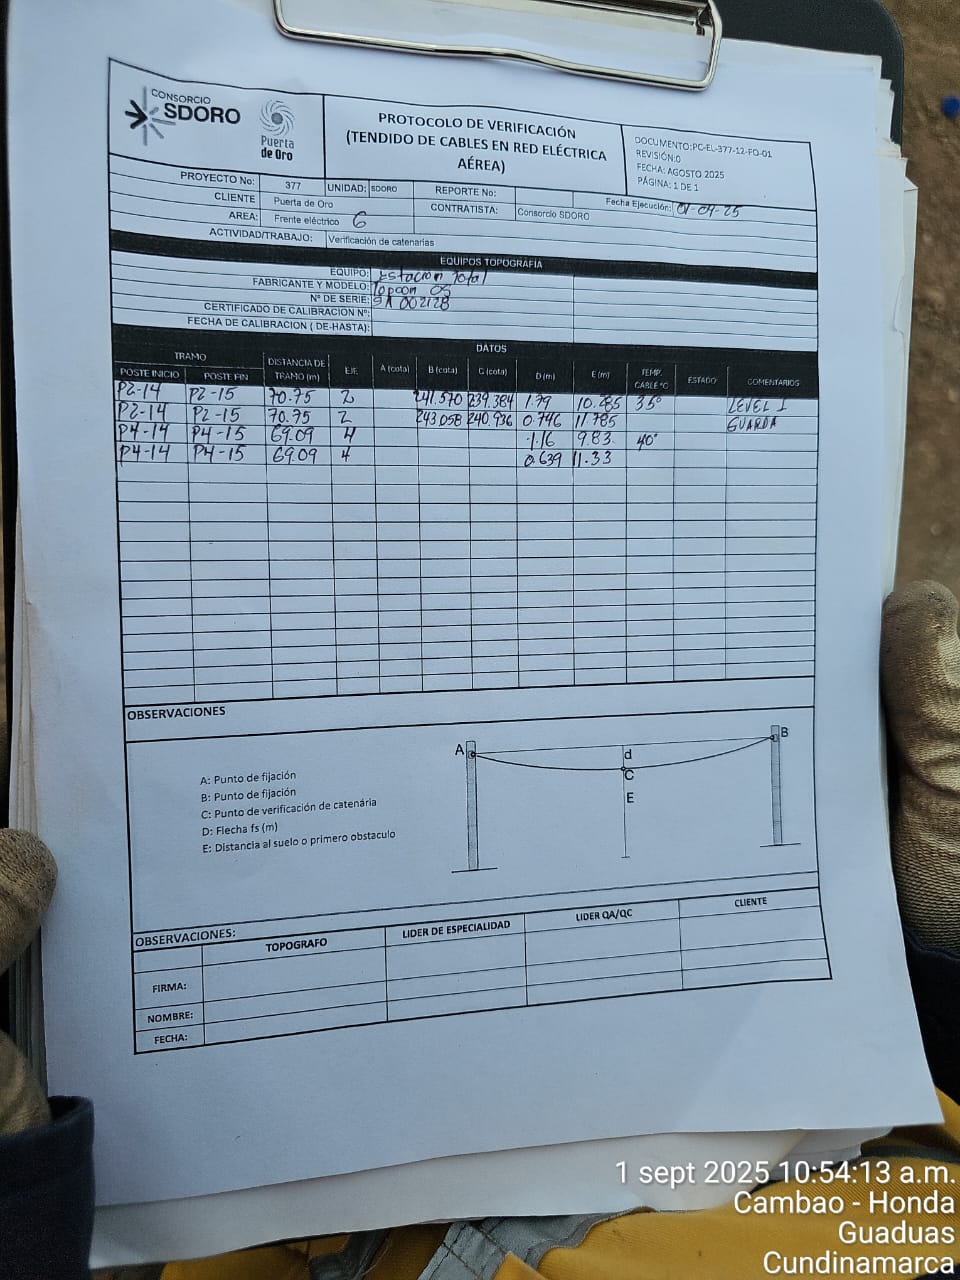 CONSORCIO
SDORO
Puerta
de Oro
PROTOCOLO DE VERIFICACIÓN
(TENDIDO DE CABLES EN RED ELÉCTRICA
AÉREA)
DOCUMENTO:PC-EL-377-12-FO-01
REVISIÓN:0
FECHA: AGOSTO 2025
PÁGINA: 1 DE 1
PROYECTO No: 377 UNIDAD: SDORO REPORTE No: Fecha Ejecución: 01-09-25
CLIENTE Puerta de Oro CONTRATISTA: Consorcio SDORO
AREA: Frente eléctrico 6
ACTIVIDAD/TRABAJO: Verificación de catenarias
EQUIPOS TOPOGRAFIA
EQUIPO: Estación Total
FABRICANTE Y MODELO: Topcon OS
N° DE SERIE: 9A 002128
CERTIFICADO DE CALIBRACION N°:
FECHA DE CALIBRACION ( DE-HASTA):
DATOS
TRAMO
POSTE INICIO POSTE FIN DISTANCIA DE TRAMO (m) EJE A (cota) B (cota) C (cota) D (m) E (m) TEMP. CABLE °C ESTADO COMENTARIOS
P2-14 P2-15 70.75 2 241.570 239.384 1.79 10.285 35° LEVEL 1
P2-14 P2-15 70.75 2 243.058 240.936 0.746 11.785 GUARDA
P4-14 P4-15 69.09 4 1.16 9.83 40°
P4-14 P4-15 69.09 4 0.639 11.33
OBSERVACIONES
A: Punto de fijación
B: Punto de fijación
C: Punto de verificación de catenária
D: Flecha fs (m)
E: Distancia al suelo o primero obstaculo
A
B
d
C
E
OBSERVACIONES:
TOPOGRAFO LIDER DE ESPECIALIDAD LIDER QA/QC CLIENTE
FIRMA:
NOMBRE:
FECHA:
1 sept 2025 10:54:13 a.m.
Cambao - Honda
Guaduas
Cundinamarca